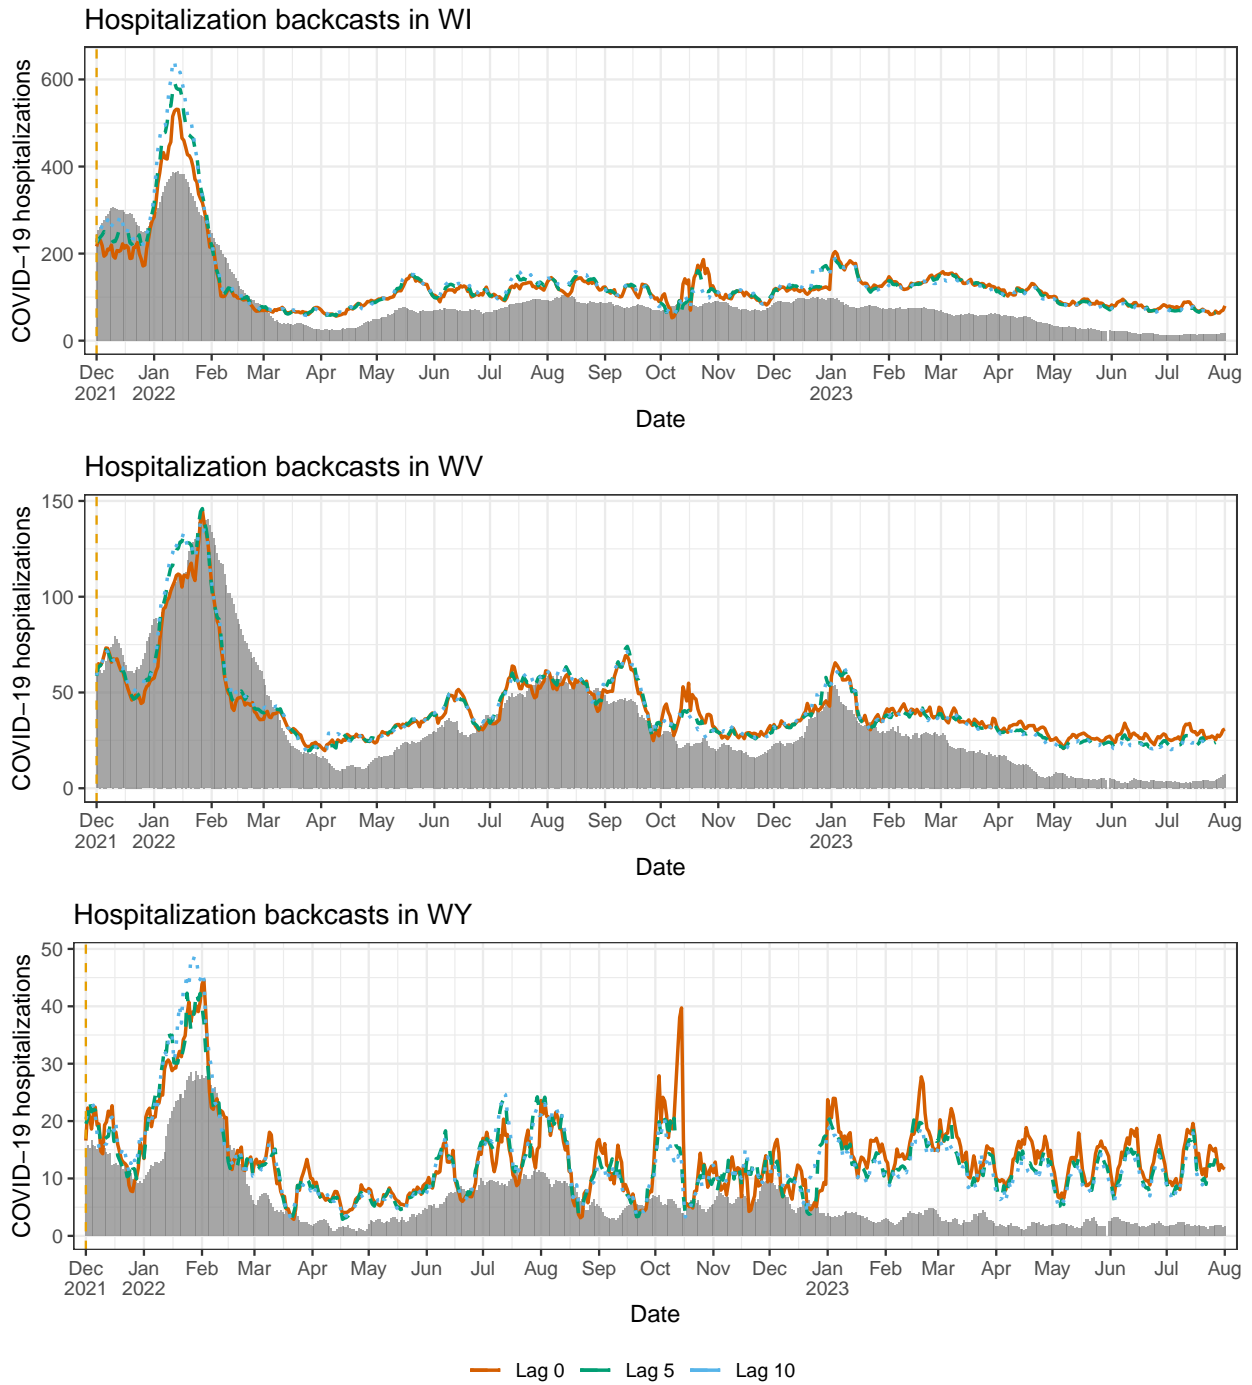 Hospitalization backcasts in WI
COVID−19 hospitalizations
600
400
200
0
Dec Jan Feb Mar Apr May Jun Jul Aug Sep Oct Nov Dec Jan Feb Mar Apr May Jun Jul Aug
2021 2022 2023
Date
Hospitalization backcasts in WV
COVID−19 hospitalizations
150
100
50
0
Dec Jan Feb Mar Apr May Jun Jul Aug Sep Oct Nov Dec Jan Feb Mar Apr May Jun Jul Aug
2021 2022 2023
Date
Hospitalization backcasts in WY
COVID−19 hospitalizations
50
40
30
20
10
0
Dec Jan Feb Mar Apr May Jun Jul Aug Sep Oct Nov Dec Jan Feb Mar Apr May Jun Jul Aug
2021 2022 2023
Date
Lag 0 Lag 5 Lag 10